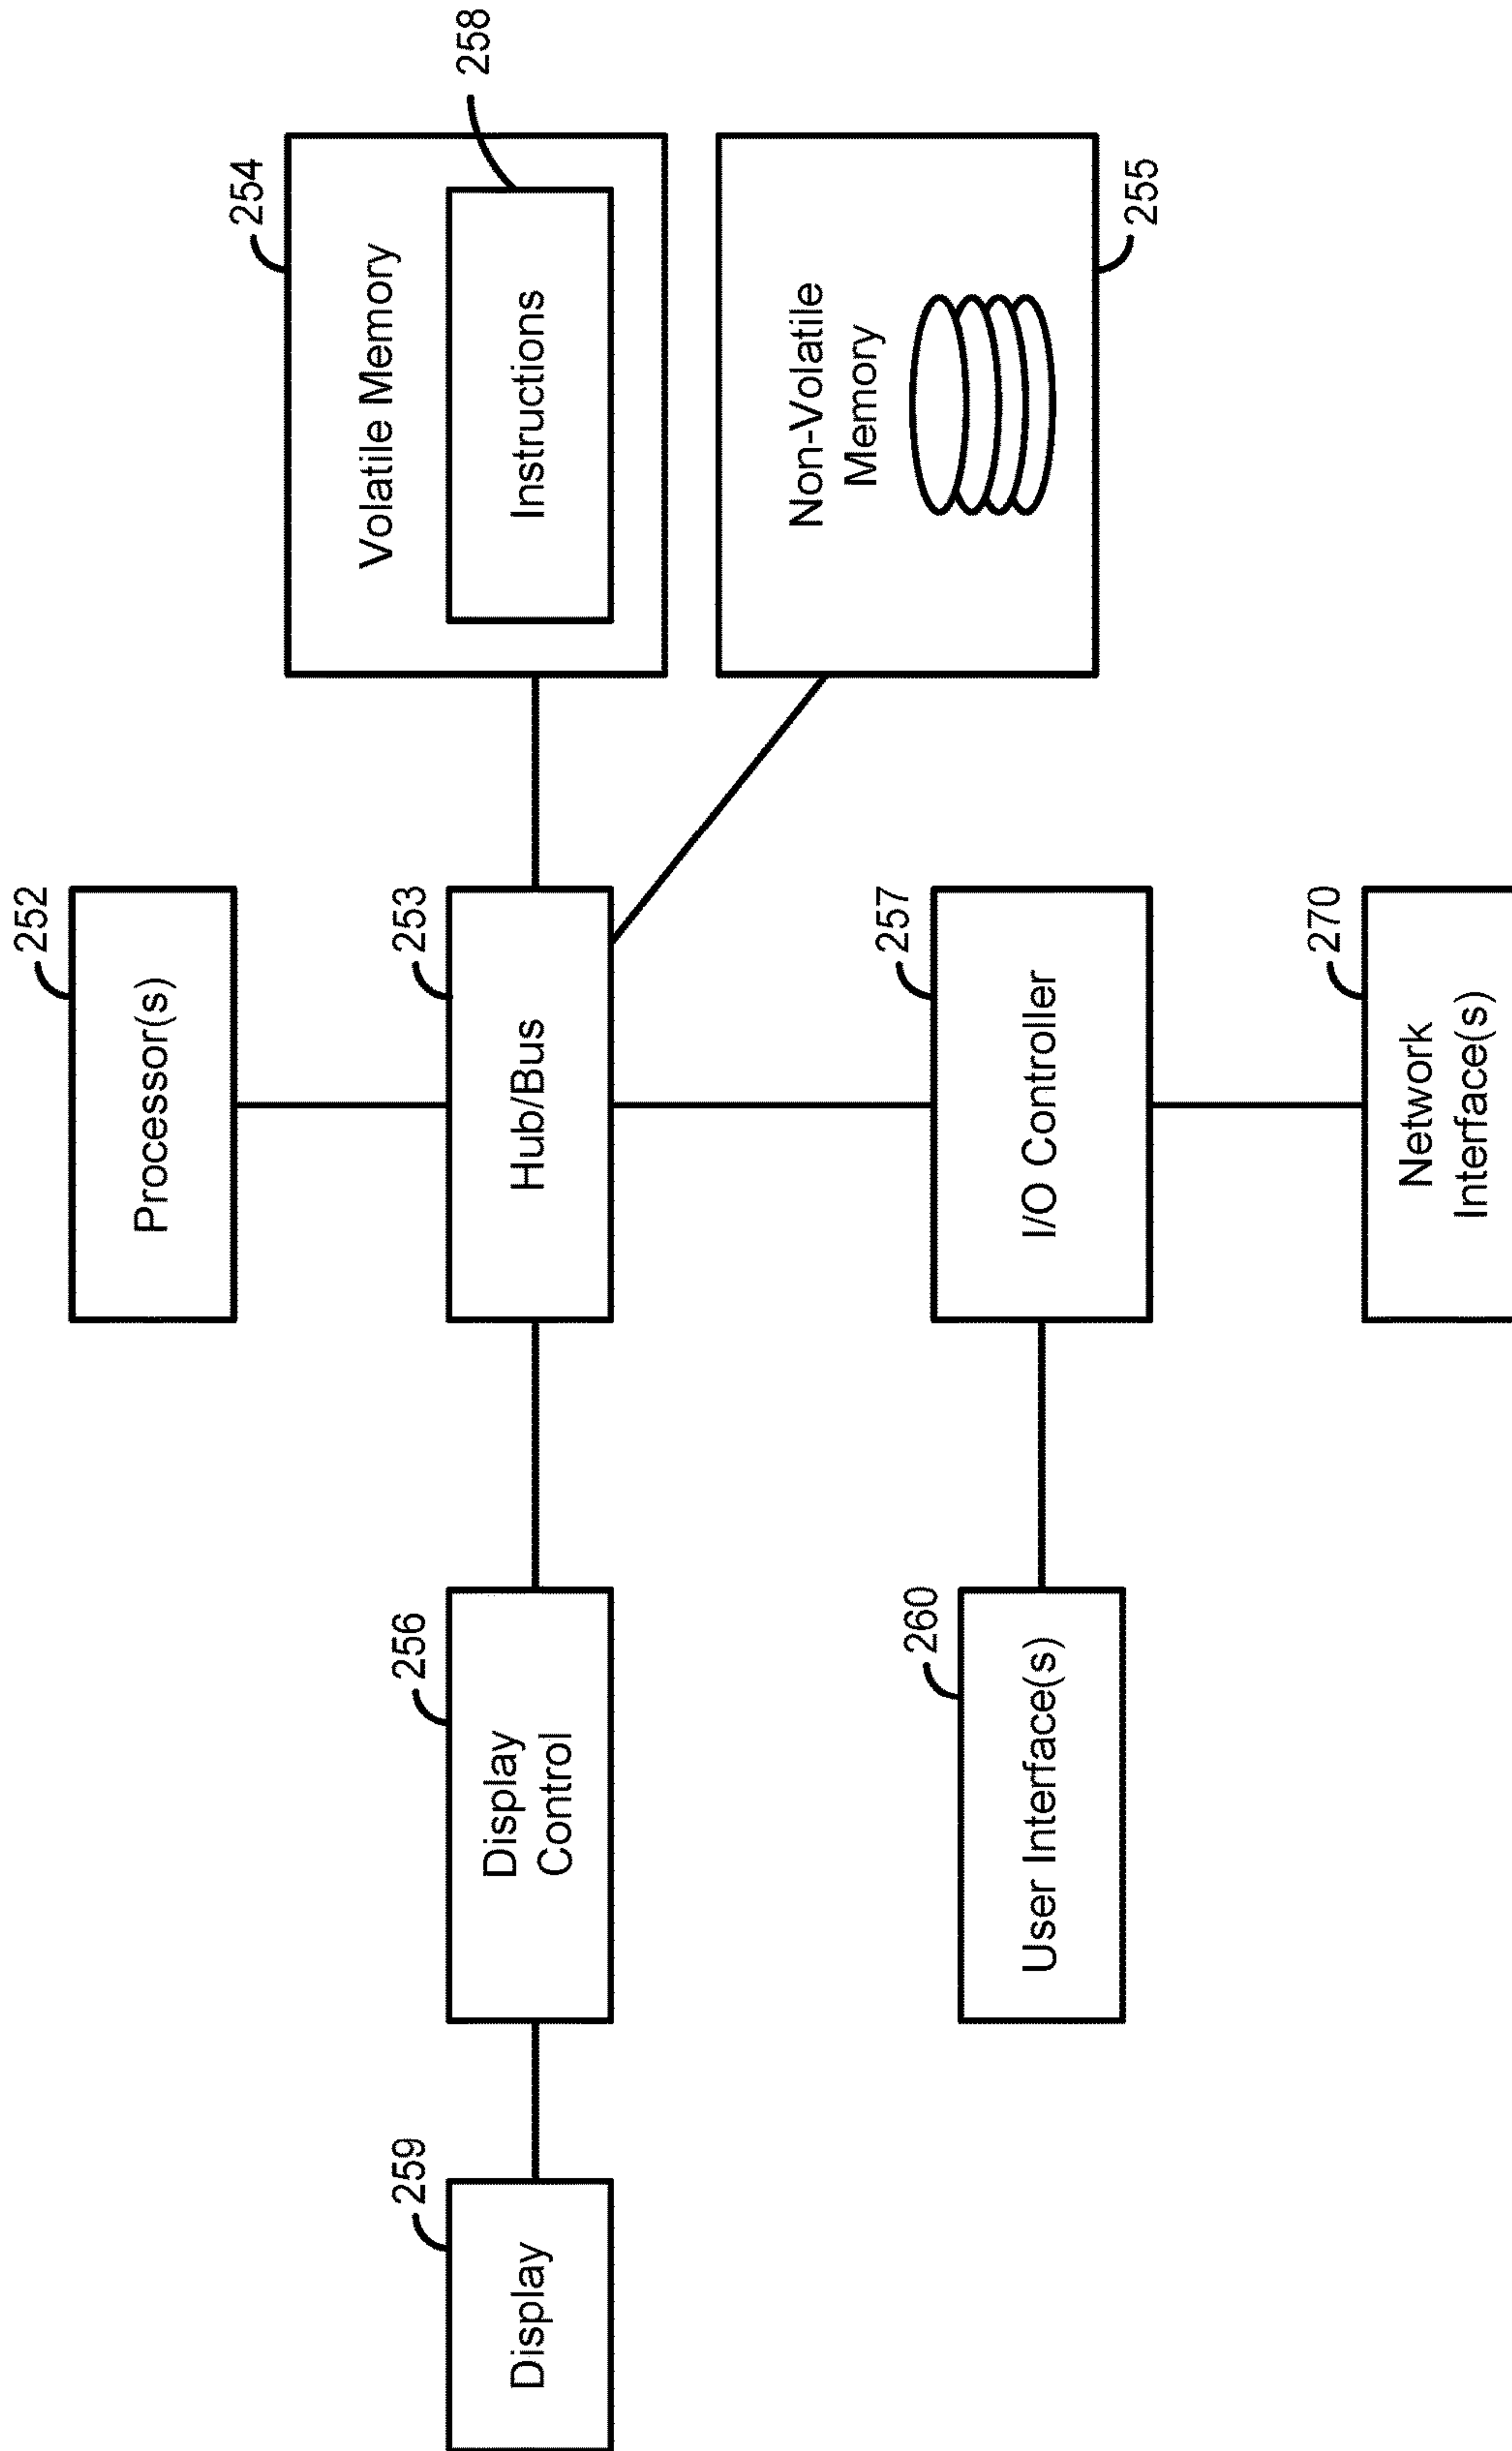 259
Display
256
Display
Control
252
Processor(s)
253
Hub/Bus
254
Volatile Memory
258
Instructions
Non-Volatile
Memory
255
257
I/O Controller
260
User Interface(s)
270
Network
Interface(s)